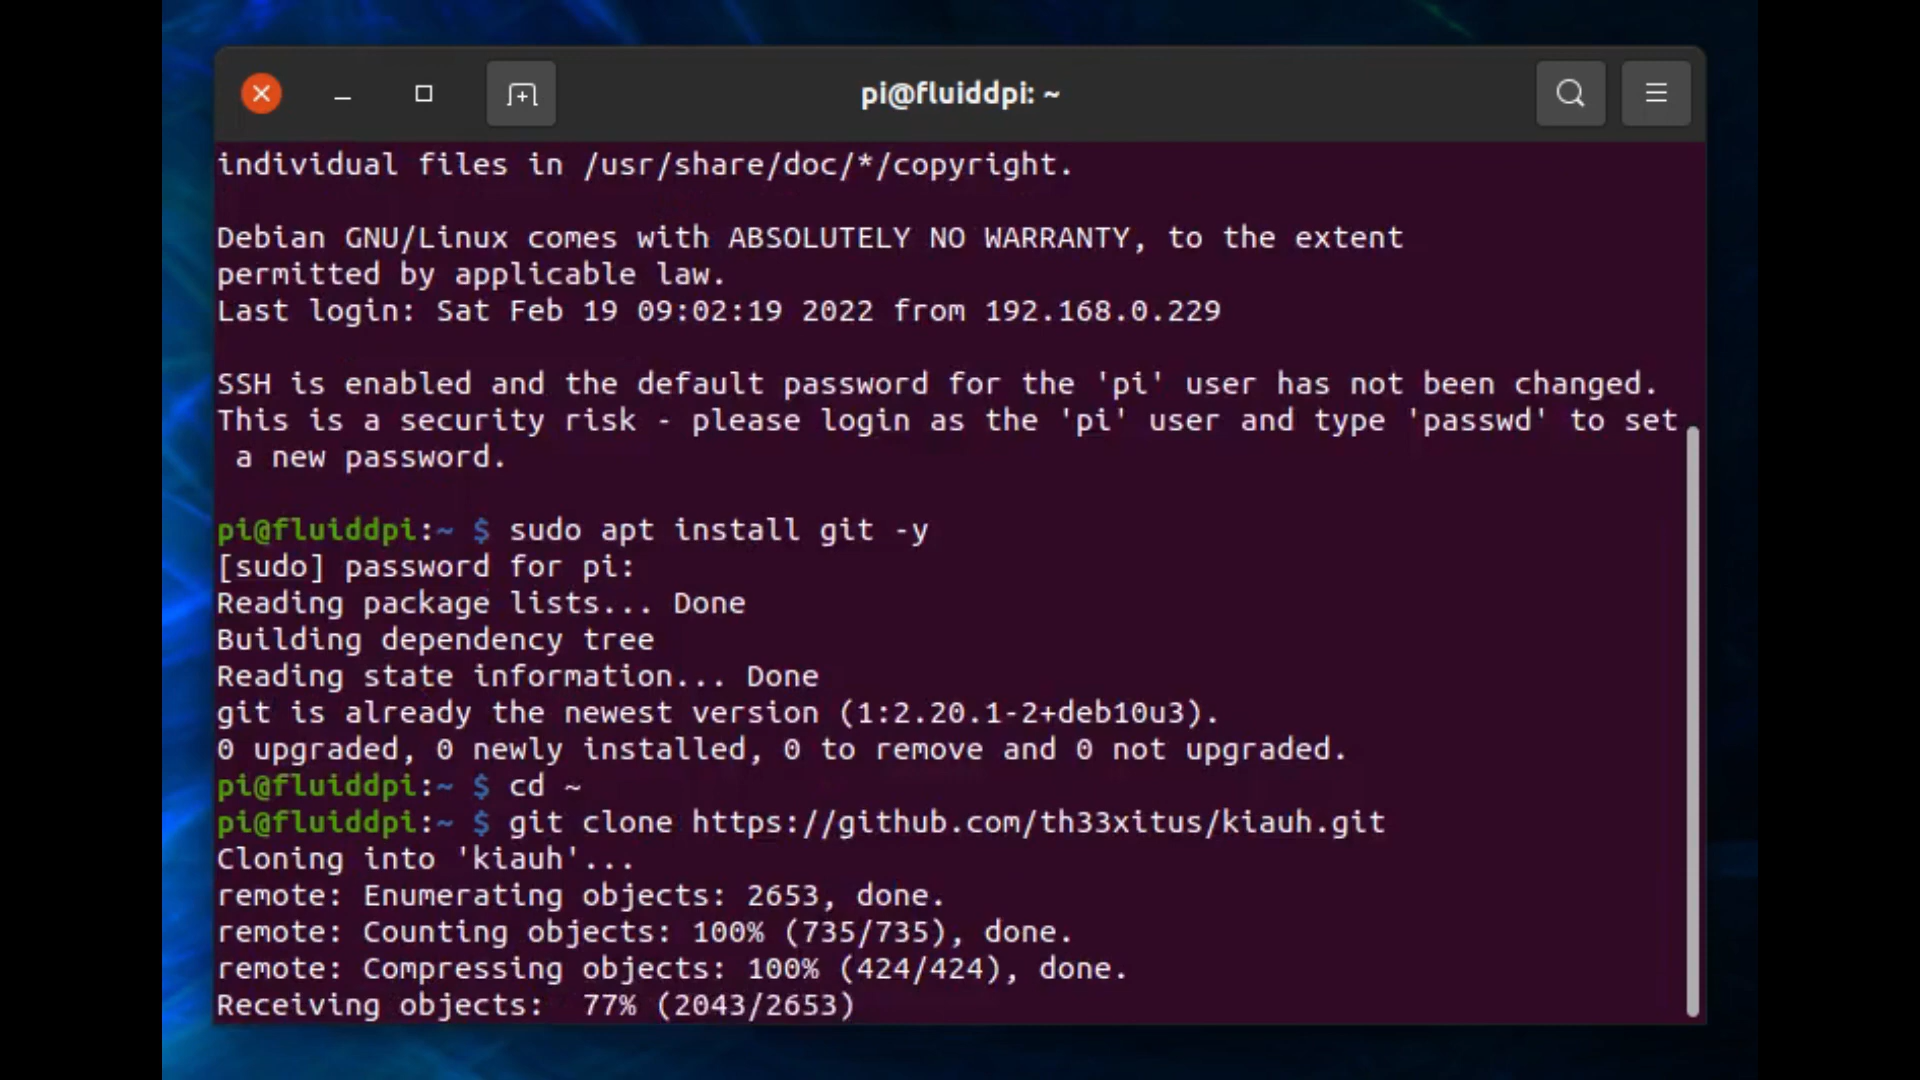 pi@fluiddpi: ~
individual files in /usr/share/doc/*/copyright.
Debian GNU/Linux comes with ABSOLUTELY NO WARRANTY, to the extent
permitted by applicable law.
Last login: Sat Feb 19 09:02:19 2022 from 192.168.0.229
SSH is enabled and the default password for the 'pi' user has not been changed.
This is a security risk - please login as the 'pi' user and type 'passwd' to set
 a new password.
pi@fluiddpi:~ $ sudo apt install git -y
[sudo] password for pi:
Reading package lists... Done
Building dependency tree
Reading state information... Done
git is already the newest version (1:2.20.1-2+deb10u3).
0 upgraded, 0 newly installed, 0 to remove and 0 not upgraded.
pi@fluiddpi:~ $ cd ~
pi@fluiddpi:~ $ git clone https://github.com/th33xitus/kiauh.git
Cloning into 'kiauh'...
remote: Enumerating objects: 2653, done.
remote: Counting objects: 100% (735/735), done.
remote: Compressing objects: 100% (424/424), done.
Receiving objects:  77% (2043/2653)